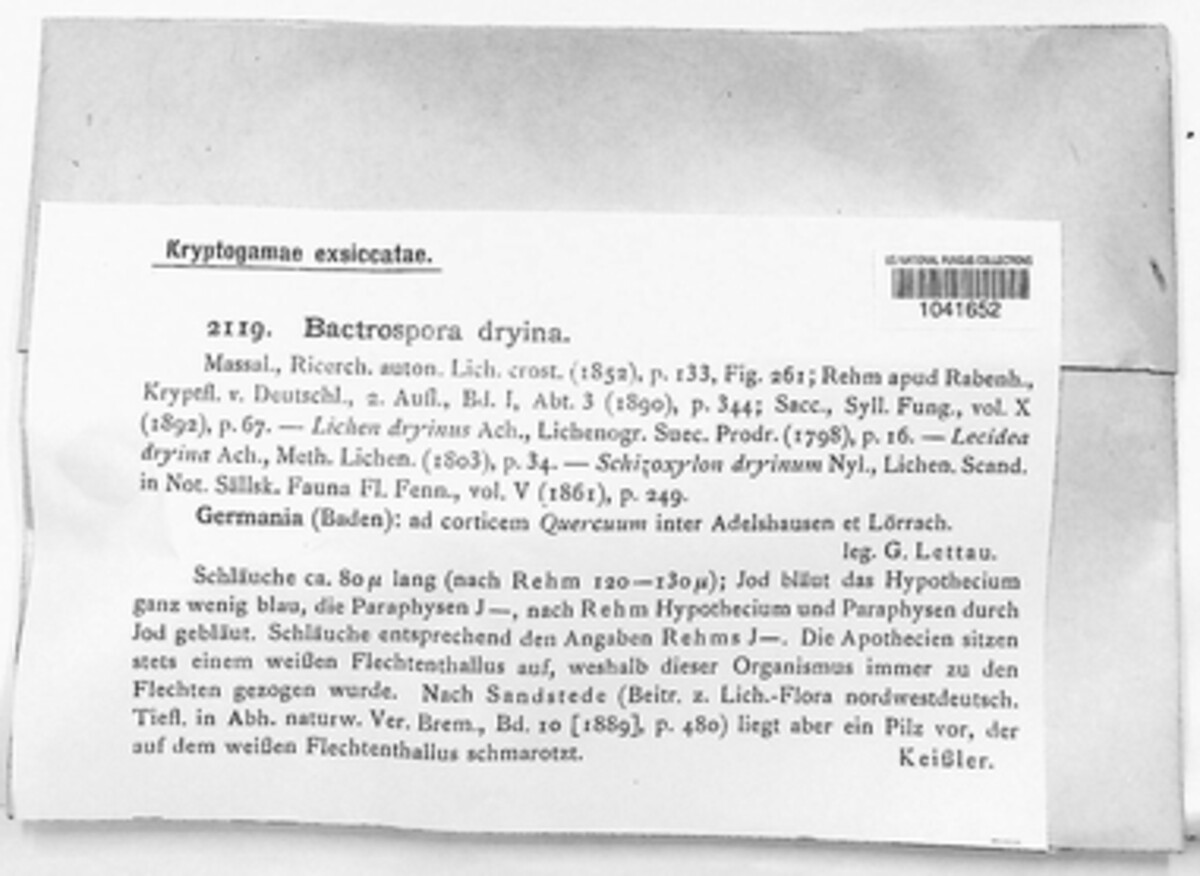 Kryptogamae exsiccatae.
US NATIONAL FUNGUS COLLECTIONS
1041652
2119. Bactrospora dryina.
Massal., Ricerch. auton. Lich. crost. (1852), p. 133, Fig. 261; Rehm apud Rabenh.,
Kryptfl. v. Deutschl., 2. Aufl., Bd. I, Abt. 3 (1890), p. 344; Sacc., Syll. Fung., vol. X
(1892), p. 67. — Lichen dryinus Ach., Lichenogr. Suec. Prodr. (1798), p. 16. — Lecidea
dryina Ach., Meth. Lichen. (1803), p. 34. — Schizoxylon dryinum Nyl., Lichen. Scand.
in Not. Sällsk. Fauna Fl. Fenn., vol. V (1861), p. 249.
Germania (Baden): ad corticem Quercuum inter Adelshausen et Lörrach.
leg. G. Lettau.
Schläuche ca. 80 µ lang (nach Rehm 120—130 µ); Jod bläut das Hypothecium
ganz wenig blau, die Paraphysen J—, nach Rehm Hypothecium und Paraphysen durch
Jod gebläut. Schläuche entsprechend den Angaben Rehms J—. Die Apothecien sitzen
stets einem weißen Flechtenthallus auf, weshalb dieser Organismus immer zu den
Flechten gezogen wurde. Nach Sandstede (Beitr. z. Lich.-Flora nordwestdeutsch.
Tiefl. in Abh. naturw. Ver. Brem., Bd. 10 [1889], p. 480) liegt aber ein Pilz vor, der
auf dem weißen Flechtenthallus schmarotzt.
Keißler.